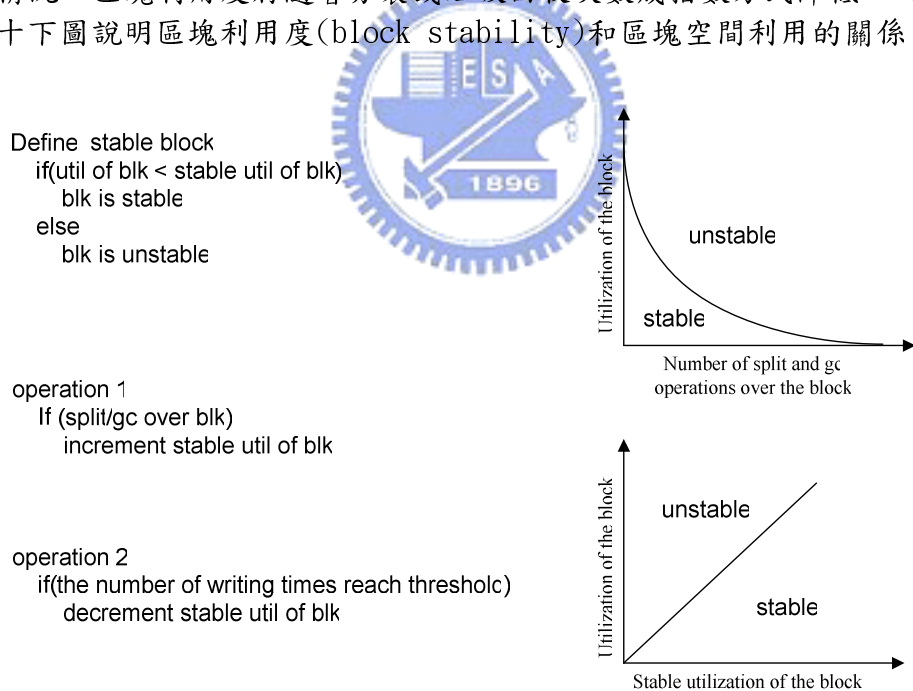 十下圖說明區塊利用度(block stability)和區塊空間利用的關係
Define stable block
if(util of blk < stable util of blk)
blk is stable
else
blk is unstable
operation 1
If (split/gc over blk)
increment stable util of blk
operation 2
if(the number of writing times reach threshold)
decrement stable util of blk
E S A
1896
Utilization of the block
unstable
stable
Number of split and gc
operations over the block
Utilization of the block
unstable
stable
Stable utilization of the block